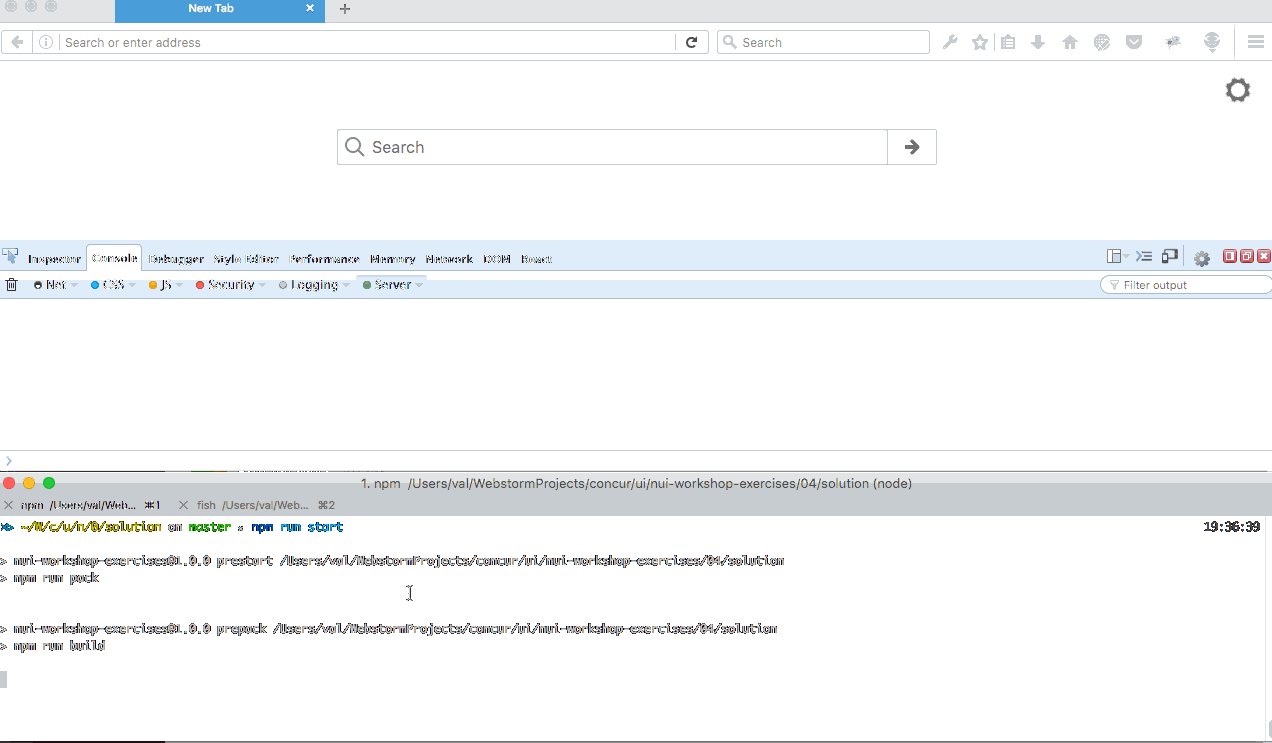 New Tab
Search or enter address
Search
Search
Inspector Console Debugger Style Editor Performance Memory Network DOM React
Net CSS JS Security Logging Server
Filter output
1. npm /Users/val/WebstormProjects/concur/ui/nui-workshop-exercises/04/solution (node)
npm /Users/val/Web... ⌘1
fish /Users/val/Web... ⌘2
~/W/c/u/n/0/solution on master npm run start 19:36:39
> nui-workshop-exercises@1.0.0 prestart /Users/val/WebstormProjects/concur/ui/nui-workshop-exercises/04/solution
> npm run pack
> nui-workshop-exercises@1.0.0 prepack /Users/val/WebstormProjects/concur/ui/nui-workshop-exercises/04/solution
> npm run build